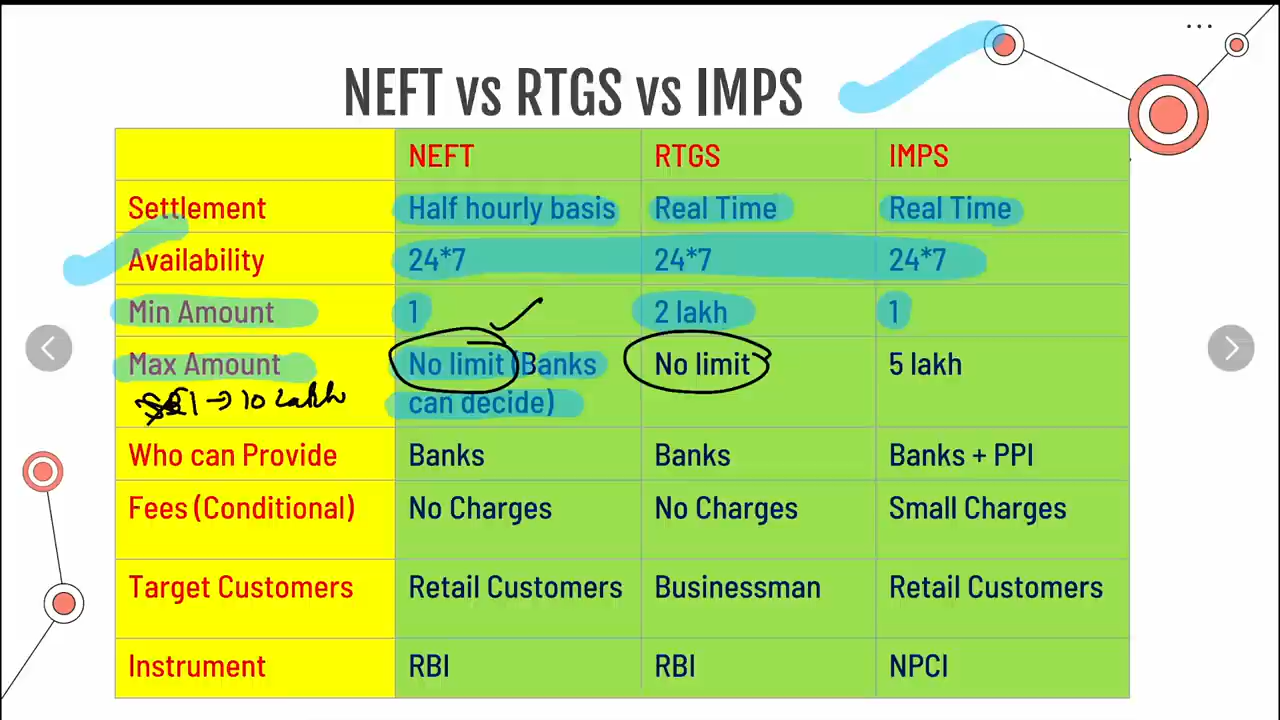 NEFT vs RTGS vs IMPS
NEFT RTGS IMPS
Settlement Half hourly basis Real Time Real Time
Availability 24*7 24*7 24*7
Min Amount 1 2 lakh 1
Max Amount No limit (Banks can decide) No limit 5 lakh
→ 10 Lakh
Who can Provide Banks Banks Banks + PPI
Fees (Conditional) No Charges No Charges Small Charges
Target Customers Retail Customers Businessman Retail Customers
Instrument RBI RBI NPCI